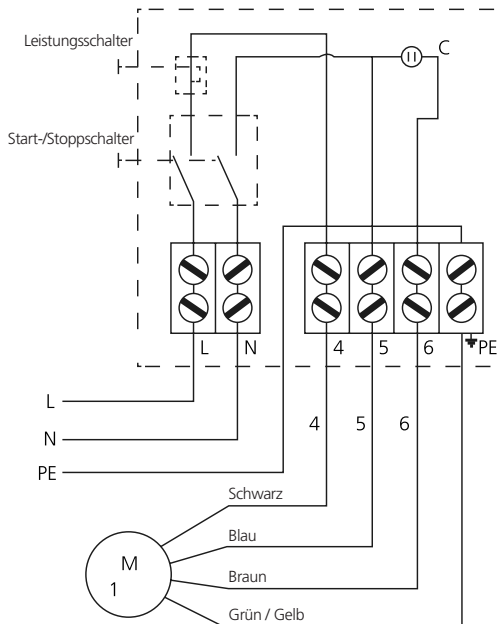 Leistungsschalter
C
Start-/Stoppschalter
L N 4 5 6 PE
L
4 5 6
N
PE
Schwarz
Blau
M
1
Braun
Grün / Gelb